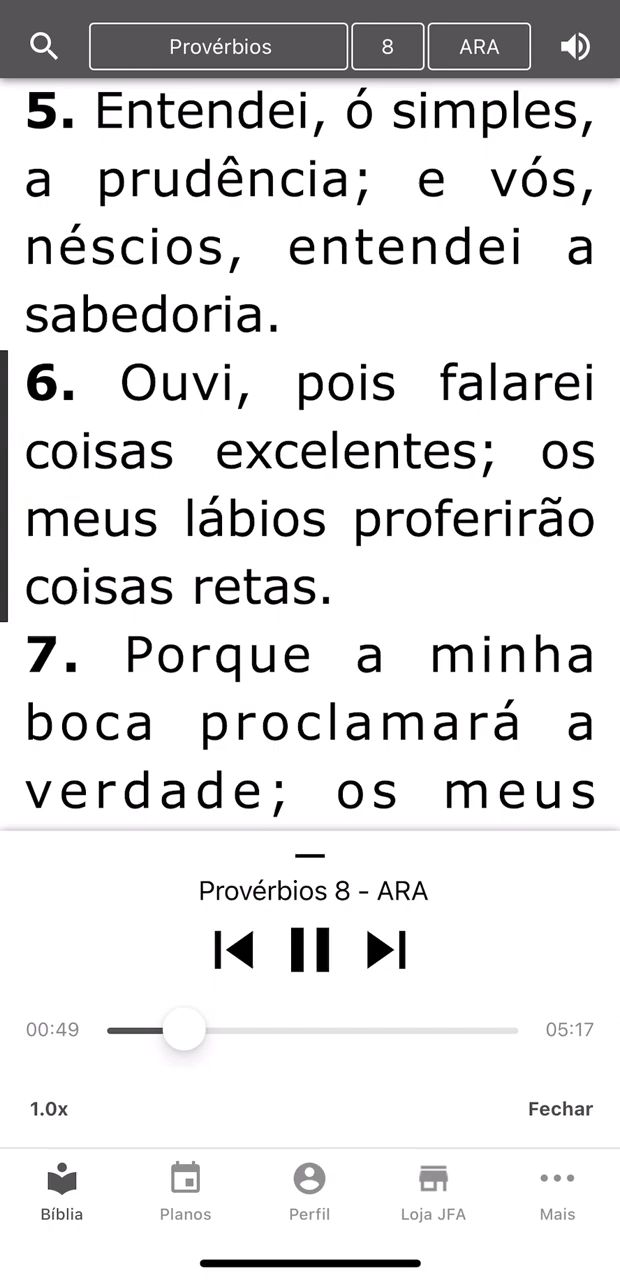 Provérbios 8 ARA
5. Entendei, ó simples,
a prudência; e vós,
néscios, entendei a
sabedoria.
6. Ouvi, pois falarei
coisas excelentes; os
meus lábios proferirão
coisas retas.
7. Porque a minha
boca proclamará a
verdade; os meus
Provérbios 8 - ARA
00:49 05:17
1.0x Fechar
Bíblia Planos Perfil Loja JFA Mais